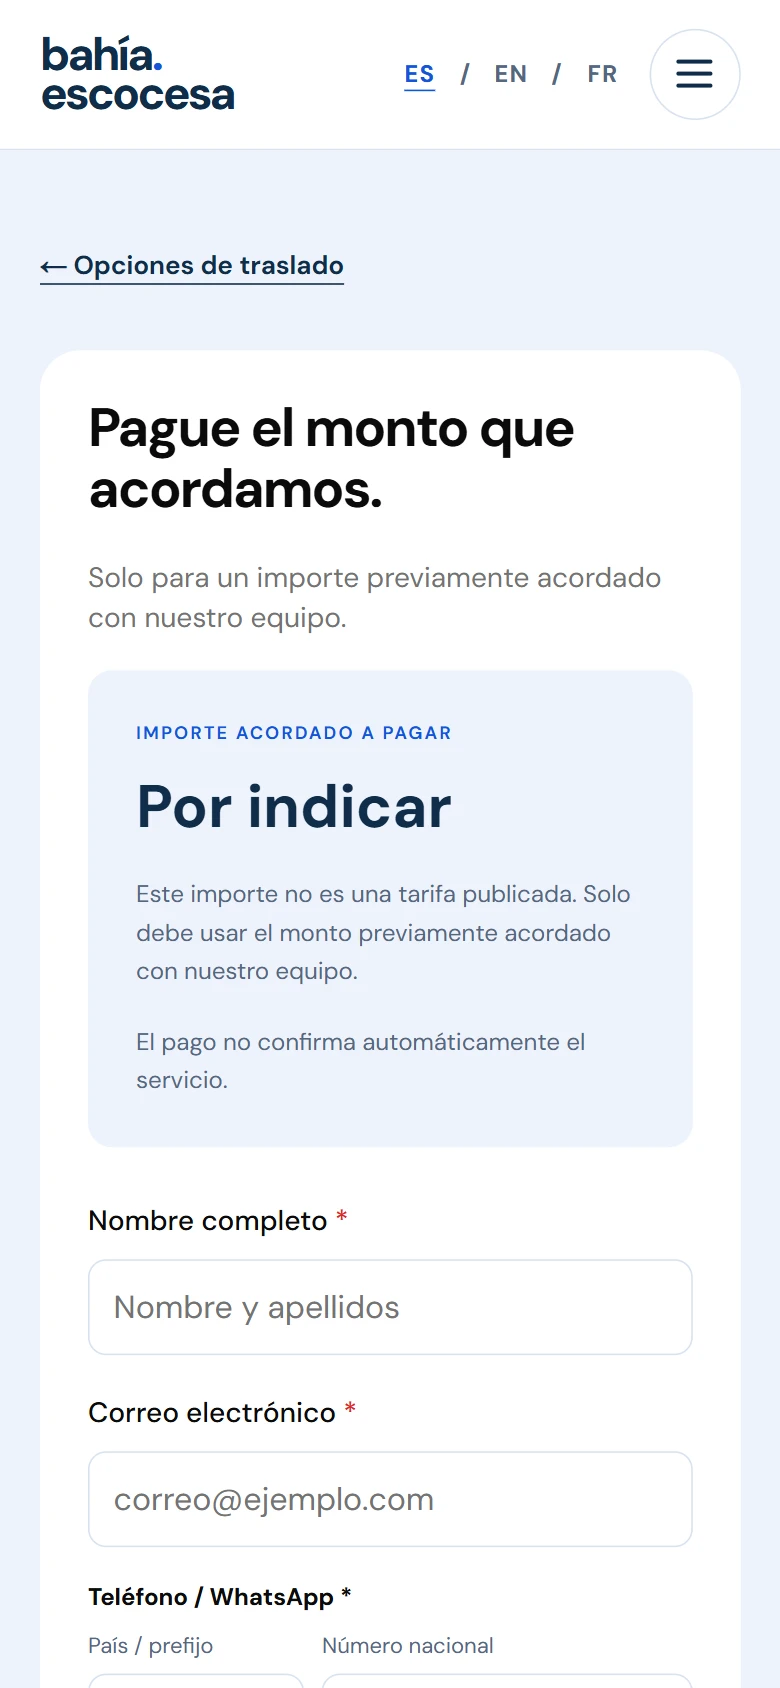 bahía.
escocesa
ES / EN / FR
← Opciones de traslado
Pague el monto que
acordamos.
Solo para un importe previamente acordado
con nuestro equipo.
IMPORTE ACORDADO A PAGAR
Por indicar
Este importe no es una tarifa publicada. Solo
debe usar el monto previamente acordado
con nuestro equipo.
El pago no confirma automáticamente el
servicio.
Nombre completo *
Nombre y apellidos
Correo electrónico *
correo@ejemplo.com
Teléfono / WhatsApp *
País / prefijo
Número nacional